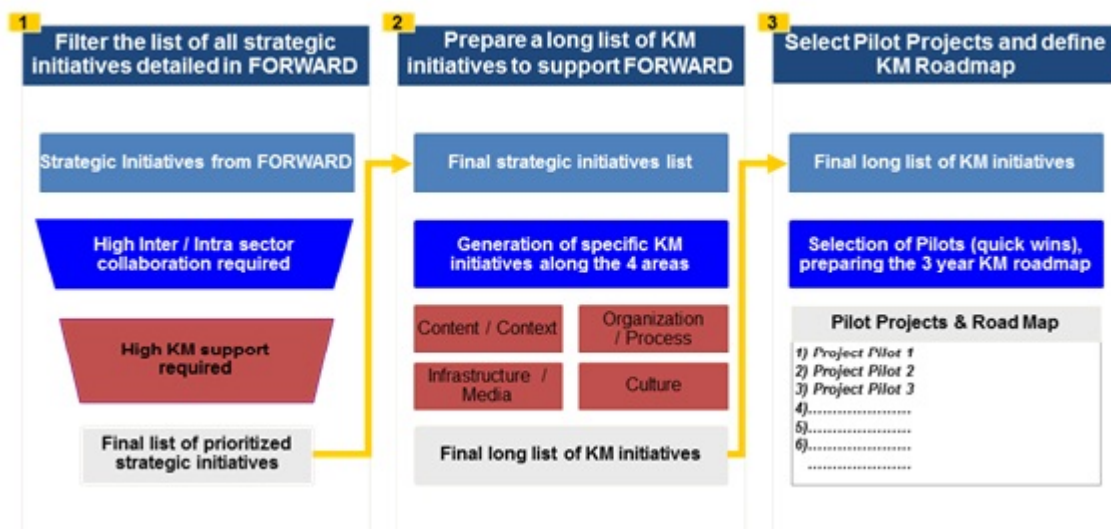 1
Filter the list of all strategic
initiatives detailed in FORWARD
Strategic Initiatives from FORWARD
High Inter / Intra sector
collaboration required
High KM support
required
Final list of prioritized
strategic initiatives
2
Prepare a long list of KM
initiatives to support FORWARD
Final strategic initiatives list
Generation of specific KM
initiatives along the 4 areas
Content / Context
Organization
/ Process
Infrastructure /
Media
Culture
Final long list of KM initiatives
3
Select Pilot Projects and define
KM Roadmap
Final long list of KM initiatives
Selection of Pilots (quick wins),
preparing the 3 year KM roadmap
Pilot Projects & Road Map
1) Project Pilot 1
2) Project Pilot 2
3) Project Pilot 3
4).......................
5).......................
6).......................
.......................